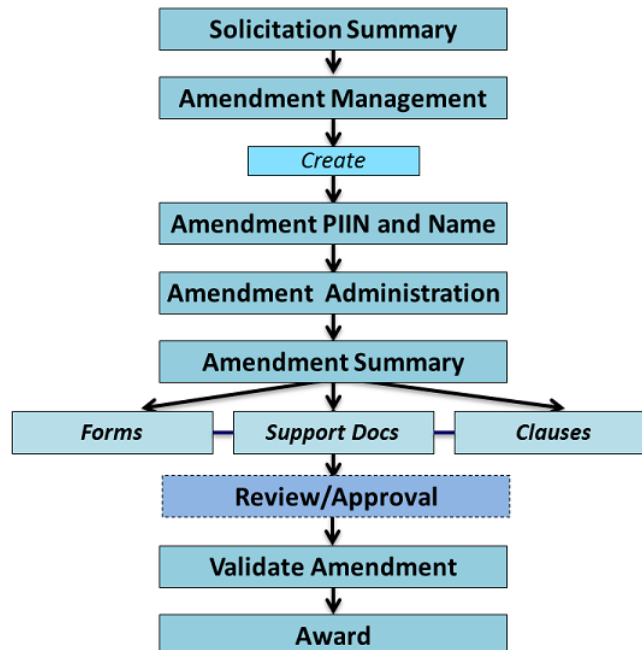 Solicitation Summary
Amendment Management
Create
Amendment PIIN and Name
Amendment Administration
Amendment Summary
Forms
Support Docs
Clauses
Review/Approval
Validate Amendment
Award